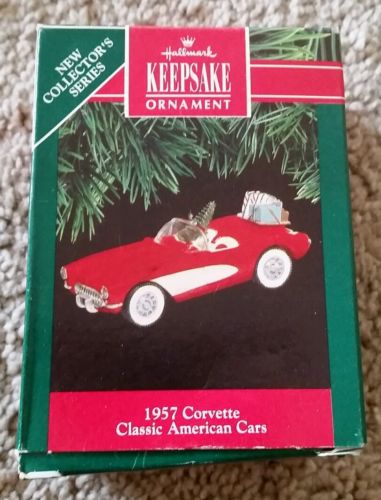 NEW
COLLECTOR'S
SERIES
Hallmark
KEEPSAKE
ORNAMENT
1957 Corvette
Classic American Cars